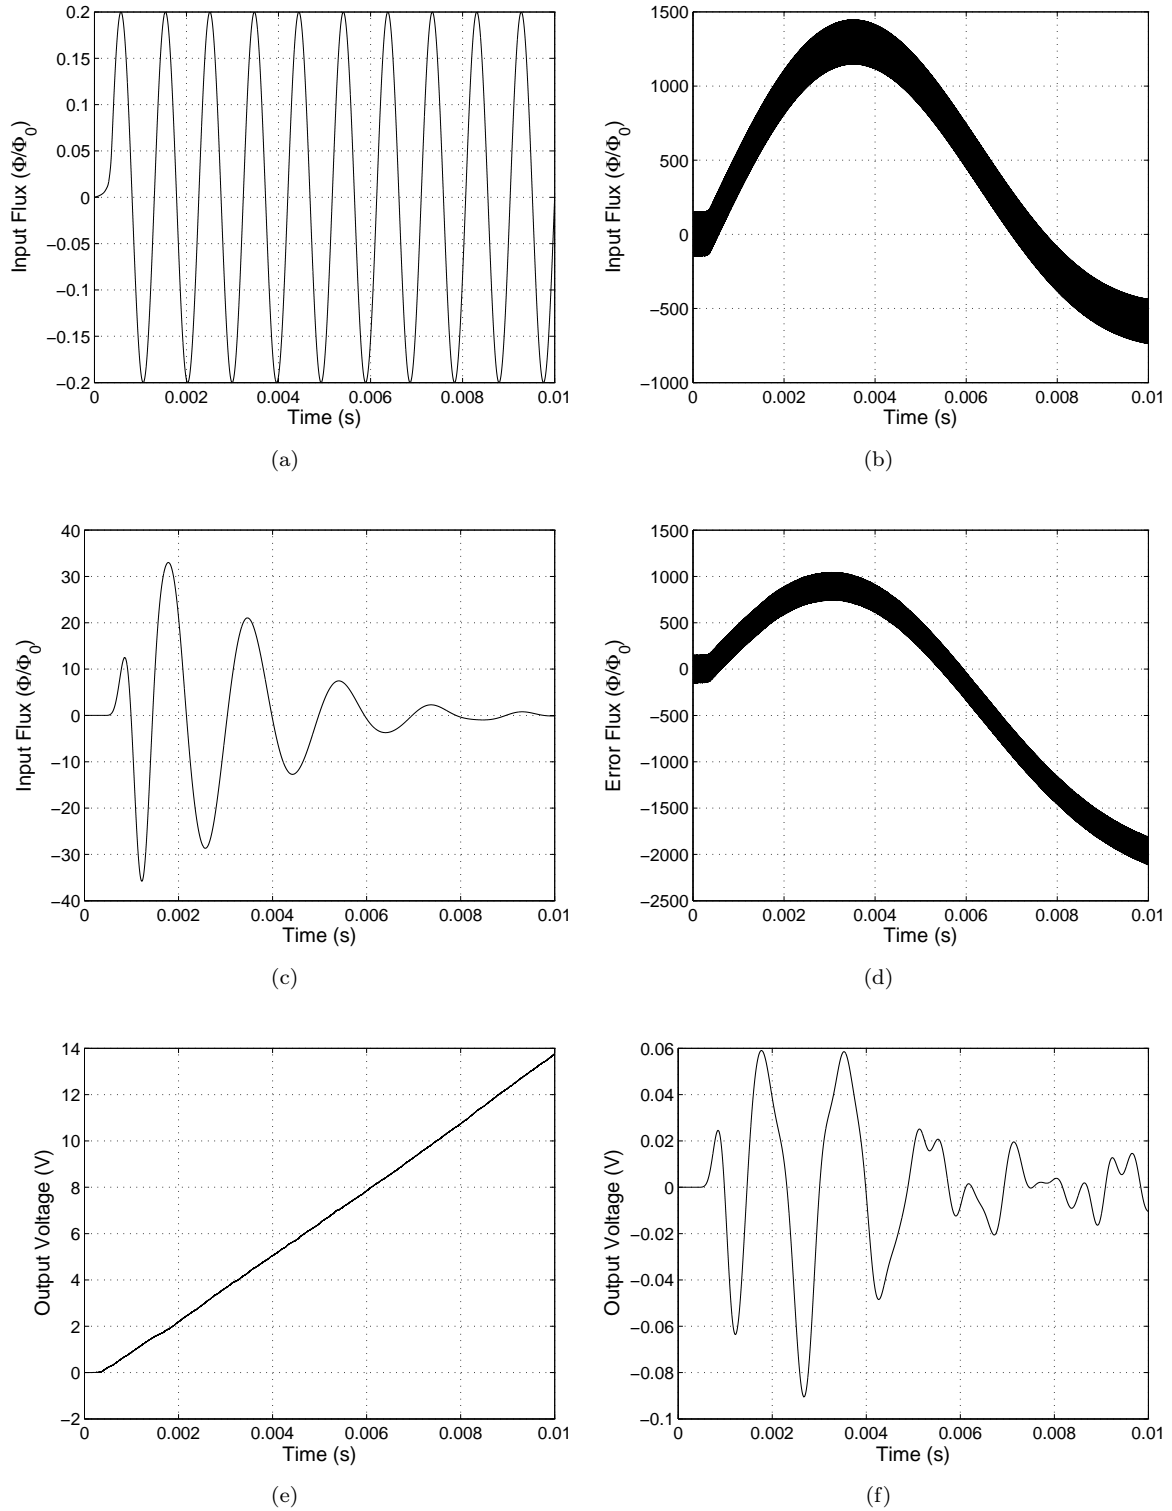 0.2
0.15
0.1
0.05
0
−0.05
−0.1
−0.15
−0.2
Input Flux (Φ/Φ0)
0 0.002 0.004 0.006 0.008 0.01
Time (s)
(a)
1500
1000
500
0
−500
−1000
Input Flux (Φ/Φ0)
0 0.002 0.004 0.006 0.008 0.01
Time (s)
(b)
40
30
20
10
0
−10
−20
−30
−40
Input Flux (Φ/Φ0)
0 0.002 0.004 0.006 0.008 0.01
Time (s)
(c)
1500
1000
500
0
−500
−1000
−1500
−2000
−2500
Error Flux (Φ/Φ0)
0 0.002 0.004 0.006 0.008 0.01
Time (s)
(d)
14
12
10
8
6
4
2
0
−2
Output Voltage (V)
0 0.002 0.004 0.006 0.008 0.01
Time (s)
(e)
0.06
0.04
0.02
0
−0.02
−0.04
−0.06
−0.08
−0.1
Output Voltage (V)
0 0.002 0.004 0.006 0.008 0.01
Time (s)
(f)